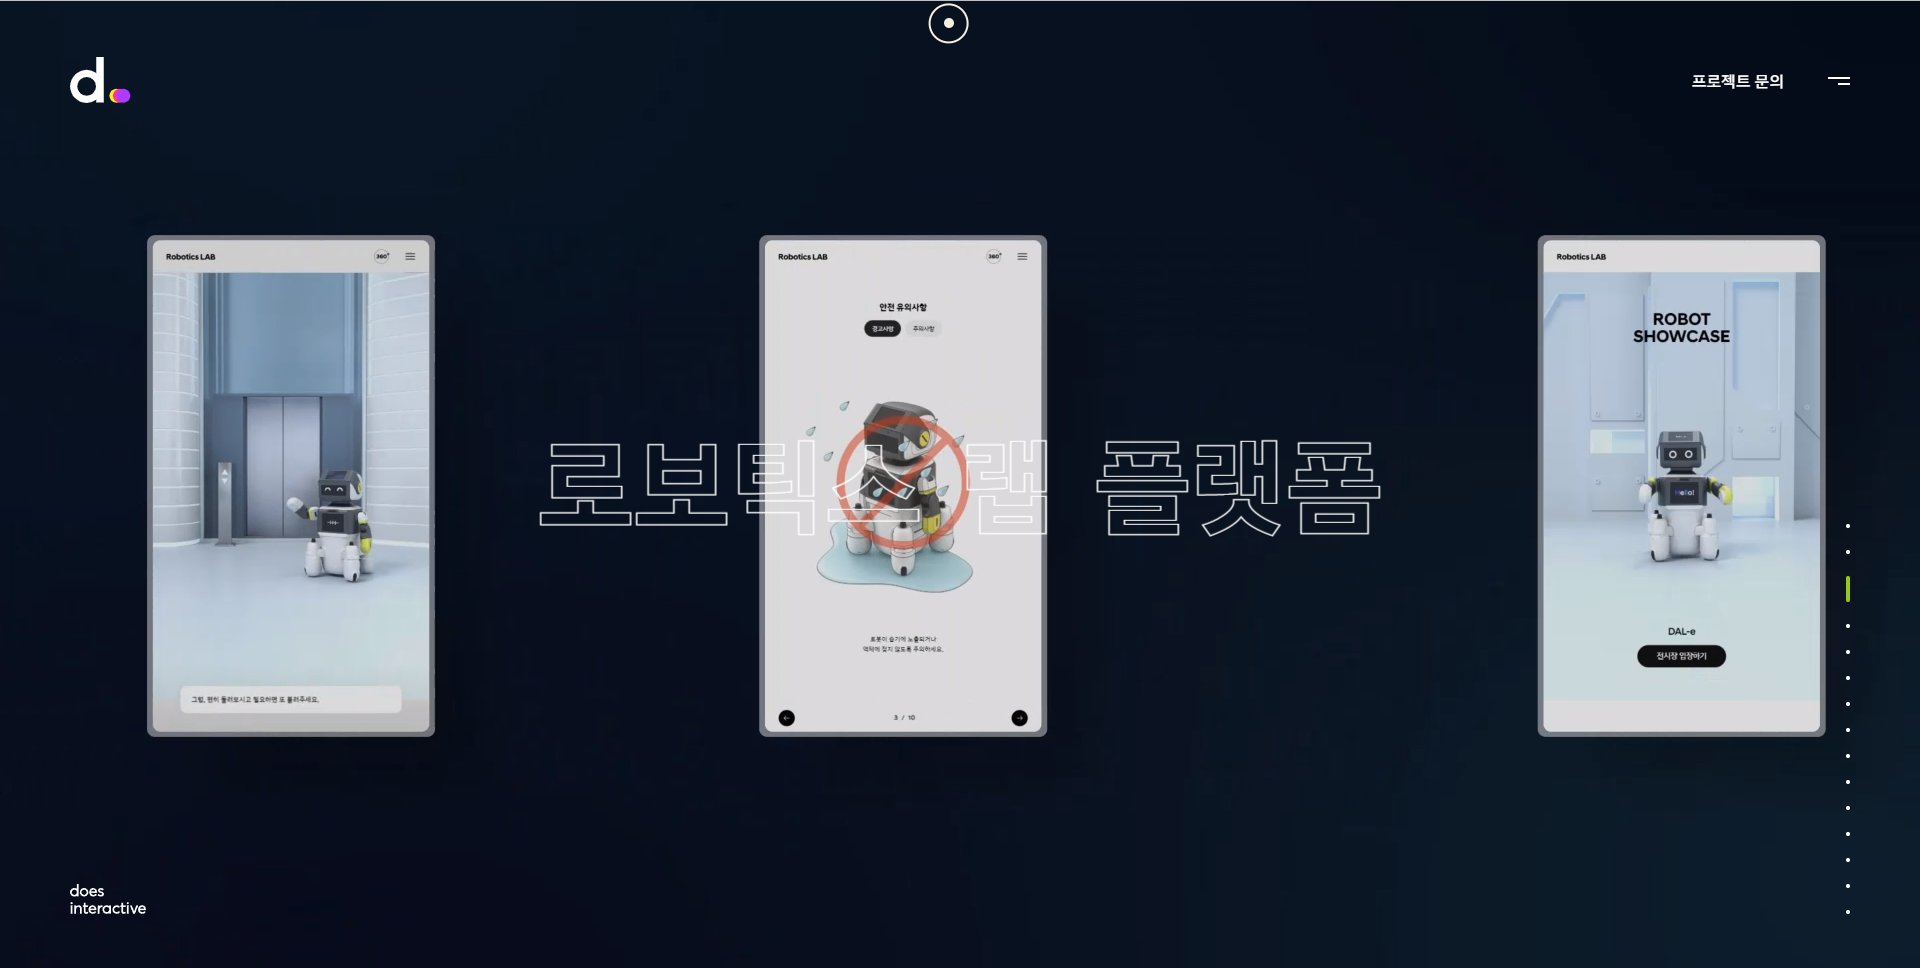 d.
프로젝트 문의
Robotics LAB
360°
그럼, 편히 둘러보시고 필요하면 또 불러주세요.
Robotics LAB
360°
안전 유의사항
경고사항
주의사항
로봇이 습기에 노출되거나
액체에 젖지 않도록 주의하세요.
3 / 10
로보틱스 랩 플랫폼
Robotics LAB
ROBOT
SHOWCASE
Hello!
DAL-e
전시장 입장하기
does
interactive